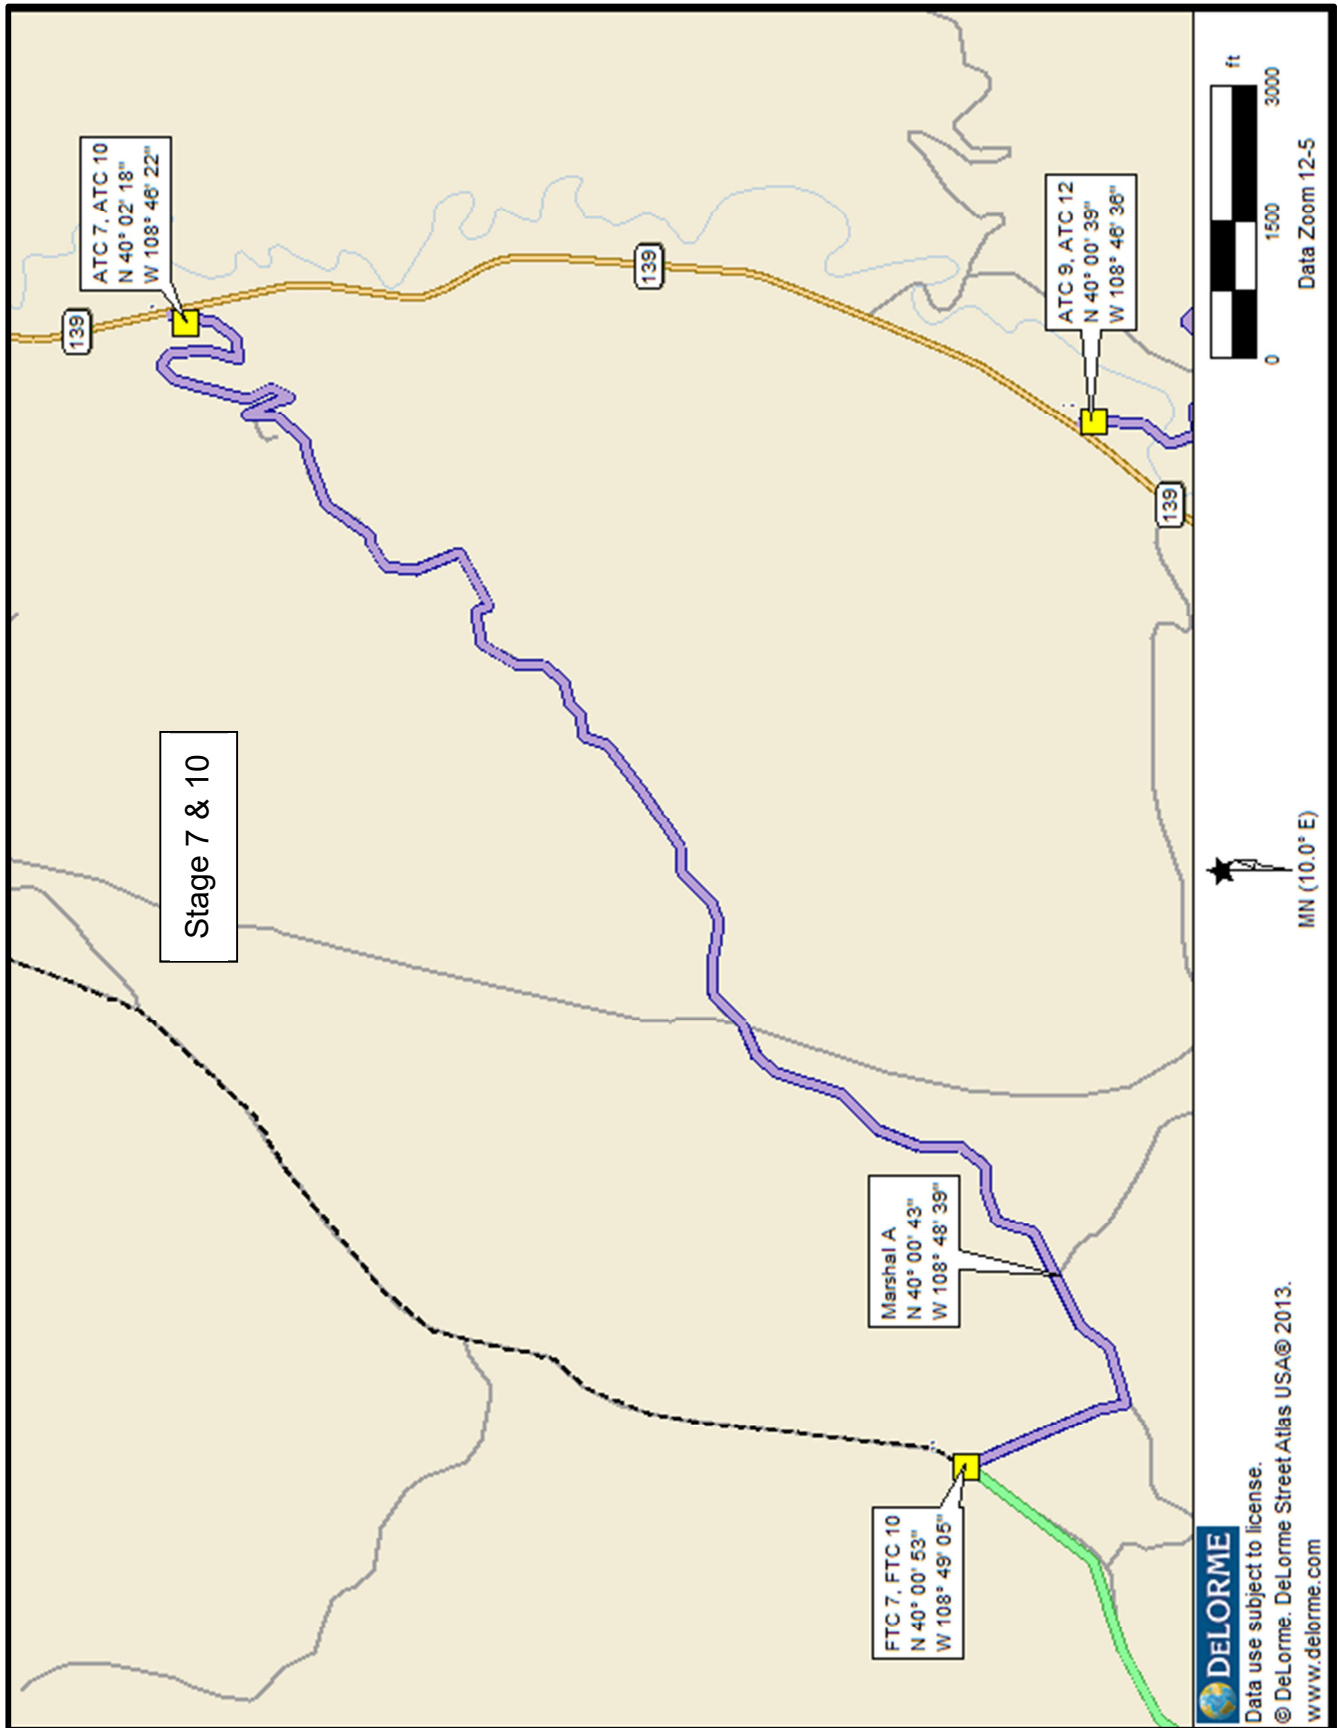 Stage 7 & 10
ATC 7, ATC 10
N 40° 02' 18"
W 108° 46' 22"
139
139
139
Marshal A
N 40° 00' 43"
W 108° 48' 39"
FTC 7, FTC 10
N 40° 00' 53"
W 108° 49' 05"
ATC 9, ATC 12
N 40° 00' 39"
W 108° 46' 36"
DELORME
Data use subject to license.
© DeLorme. DeLorme Street Atlas USA® 2013.
www.delorme.com
MN (10.0° E)
ft
0 1500 3000
Data Zoom 12-5